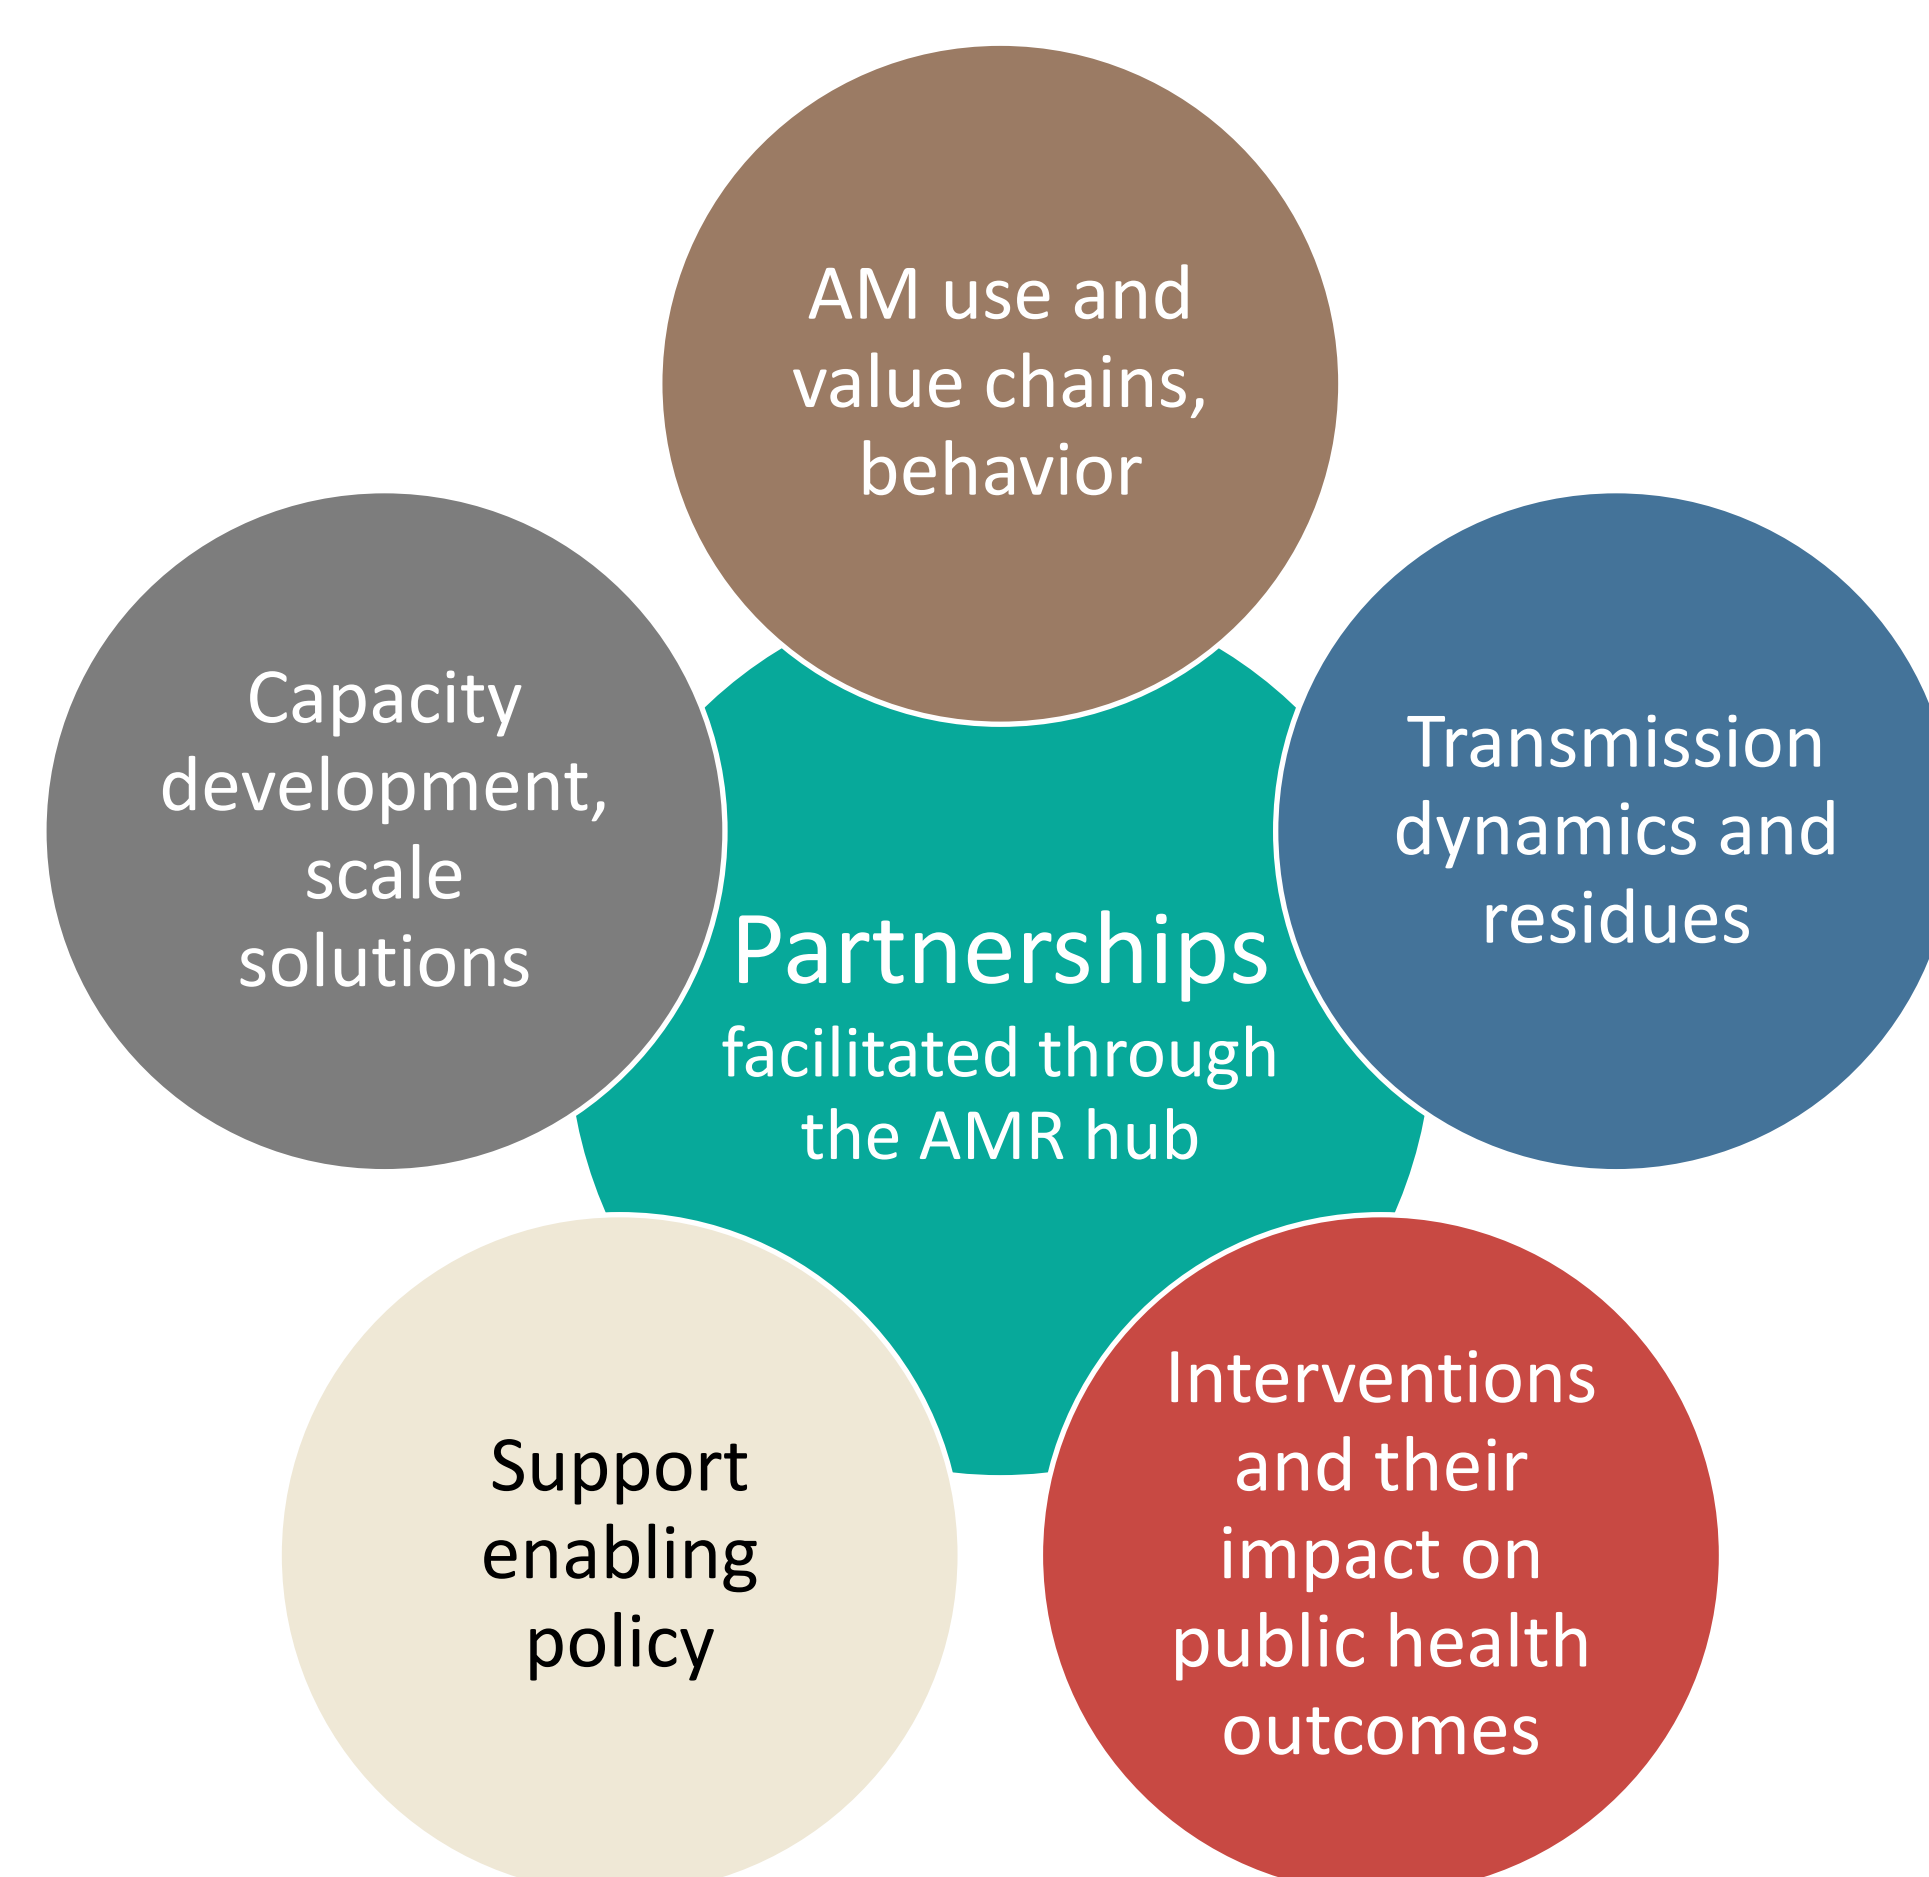 AM use and
value chains,
behavior
Capacity
development,
scale
solutions
Transmission
dynamics and
residues
Partnerships
facilitated through
the AMR hub
Support
enabling
policy
Interventions
and their
impact on
public health
outcomes